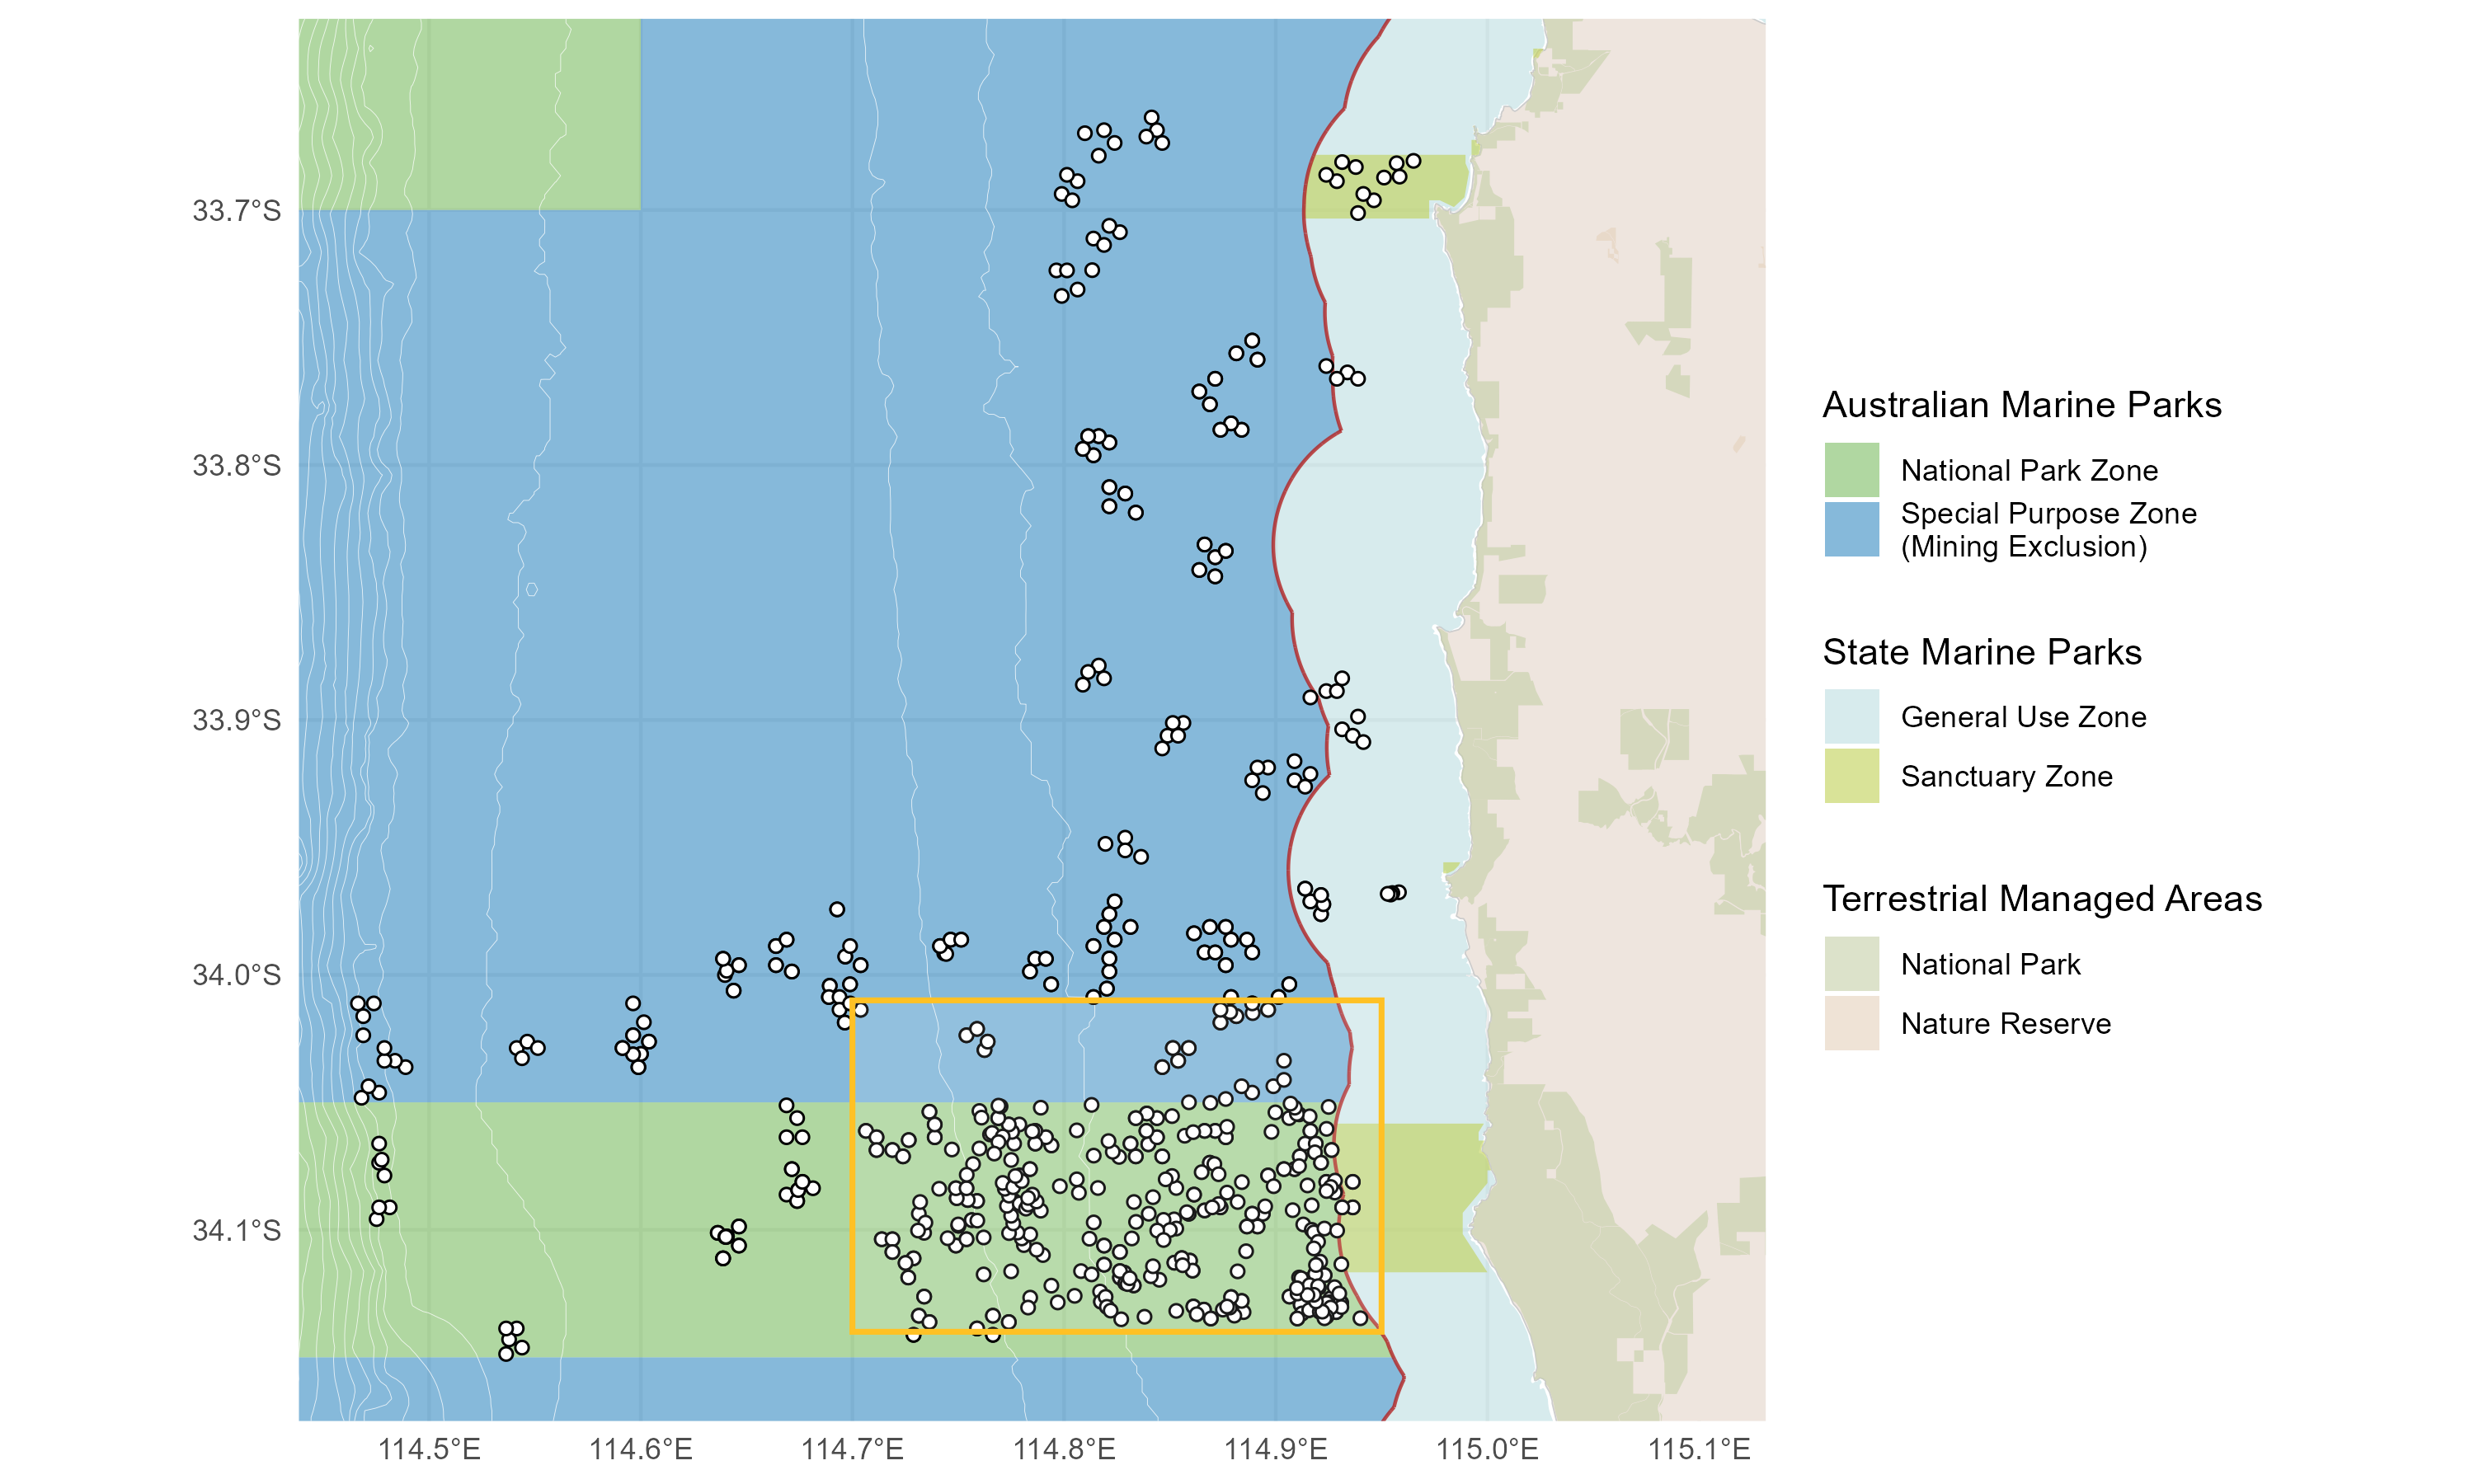 33.7°S
33.8°S
33.9°S
34.0°S
34.1°S
114.5°E
114.6°E
114.7°E
114.8°E
114.9°E
115.0°E
115.1°E
Australian Marine Parks
National Park Zone
Special Purpose Zone
(Mining Exclusion)
State Marine Parks
General Use Zone
Sanctuary Zone
Terrestrial Managed Areas
National Park
Nature Reserve